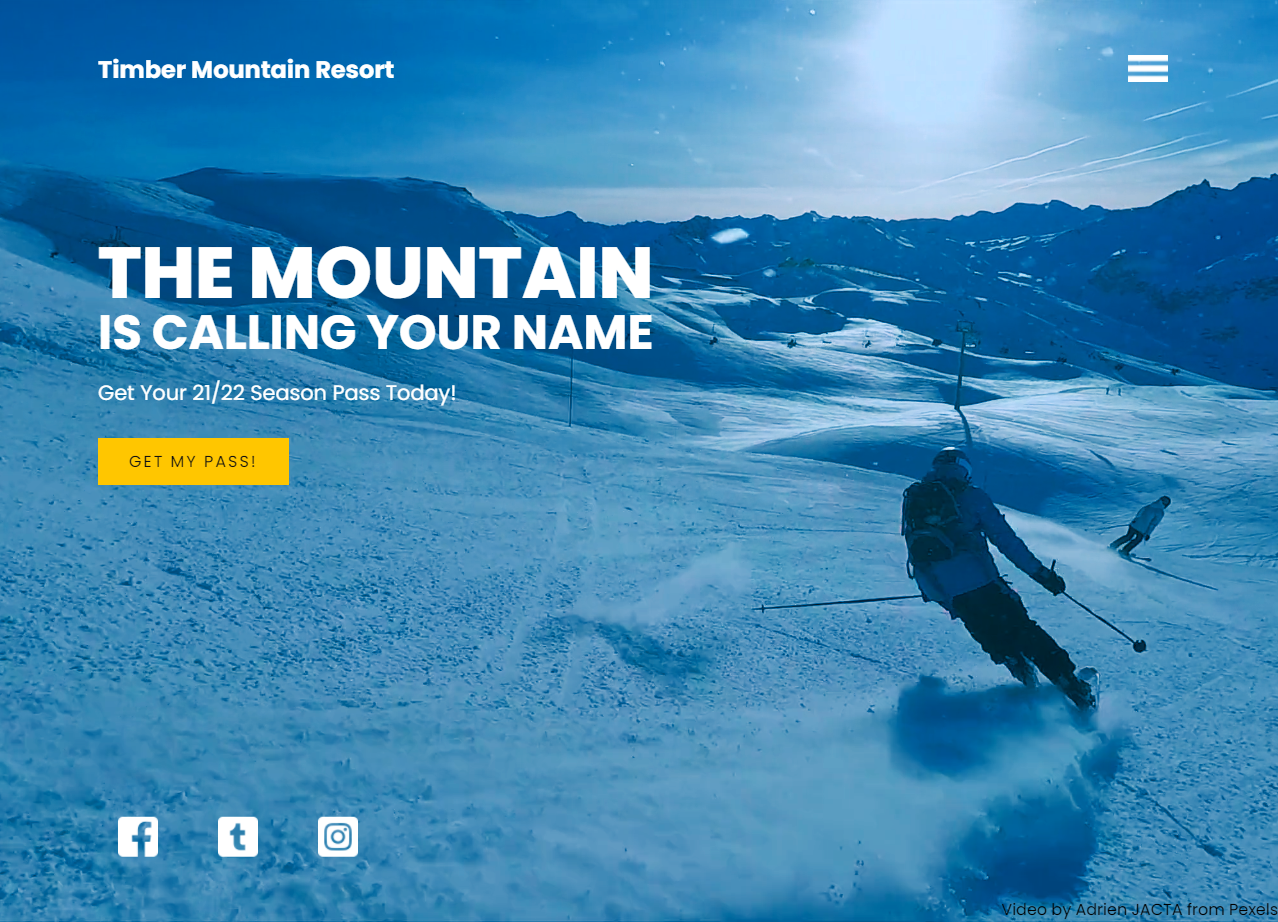 Timber Mountain Resort
THE MOUNTAIN
IS CALLING YOUR NAME
Get Your 21/22 Season Pass Today!
GET MY PASS!
Video by Adrien JACTA from Pexels